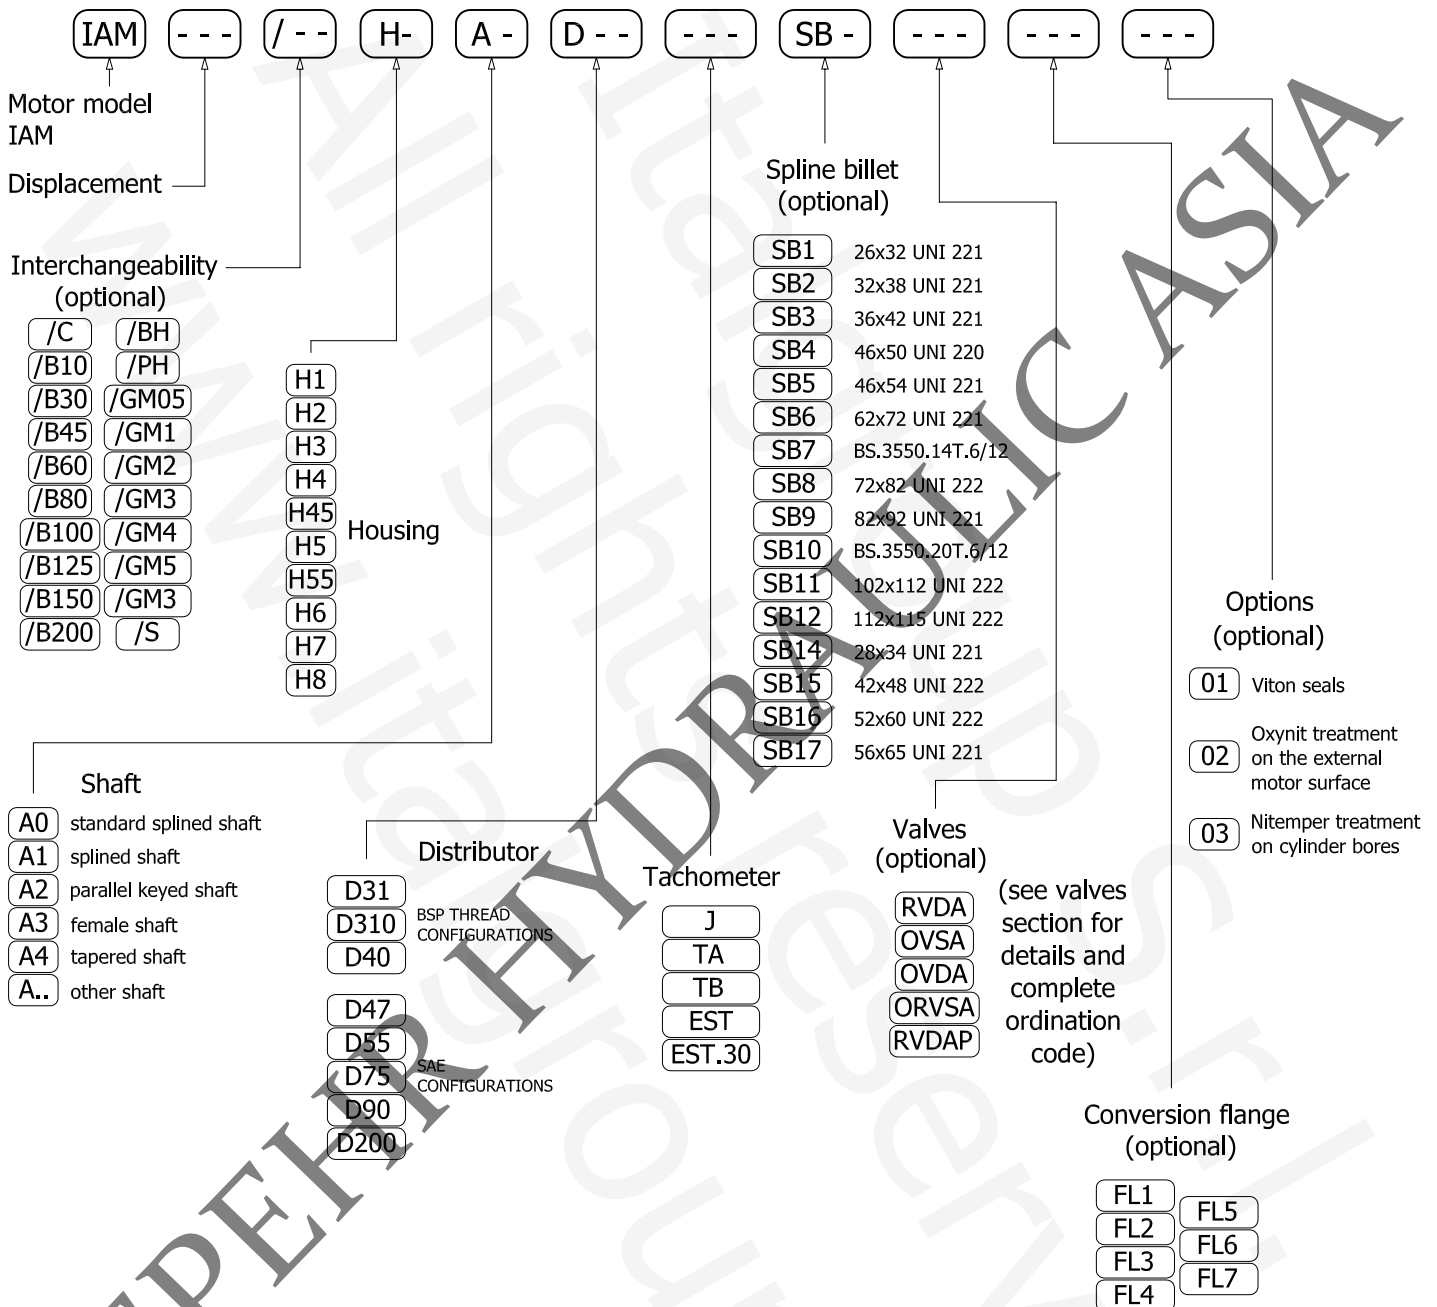 IAM - - - / - - H- A - D - - - - - SB - - - - - - - - - -
Motor model
IAM
Displacement
Interchangeability
(optional)
/C /BH
/B10 /PH
/B30 /GM05
/B45 /GM1
/B60 /GM2
/B80 /GM3
/B100 /GM4
/B125 /GM5
/B150 /GM3
/B200 /S
H1
H2
H3
H4
H45
H5
H55
H6
H7
H8
Housing
Shaft
A0 standard splined shaft
A1 splined shaft
A2 parallel keyed shaft
A3 female shaft
A4 tapered shaft
A.. other shaft
Distributor
D31
D310
D40
BSP THREAD
CONFIGURATIONS
D47
D55
D75
D90
D200
SAE
CONFIGURATIONS
Tachometer
J
TA
TB
EST
EST.30
Spline billet
(optional)
SB1 26x32 UNI 221
SB2 32x38 UNI 221
SB3 36x42 UNI 221
SB4 46x50 UNI 220
SB5 46x54 UNI 221
SB6 62x72 UNI 221
SB7 BS.3550.14T.6/12
SB8 72x82 UNI 222
SB9 82x92 UNI 221
SB10 BS.3550.20T.6/12
SB11 102x112 UNI 222
SB12 112x115 UNI 222
SB14 28x34 UNI 221
SB15 42x48 UNI 222
SB16 52x60 UNI 222
SB17 56x65 UNI 221
Valves
(optional)
RVDA
OVSA
OVDA
ORVSA
RVDAP
(see valves
section for
details and
complete
ordination
code)
Conversion flange
(optional)
FL1
FL2
FL3
FL4
FL5
FL6
FL7
Options
(optional)
01 Viton seals
02 Oxynit treatment
on the external
motor surface
03 Nitemper treatment
on cylinder bores
HYDRAULIC ASIA